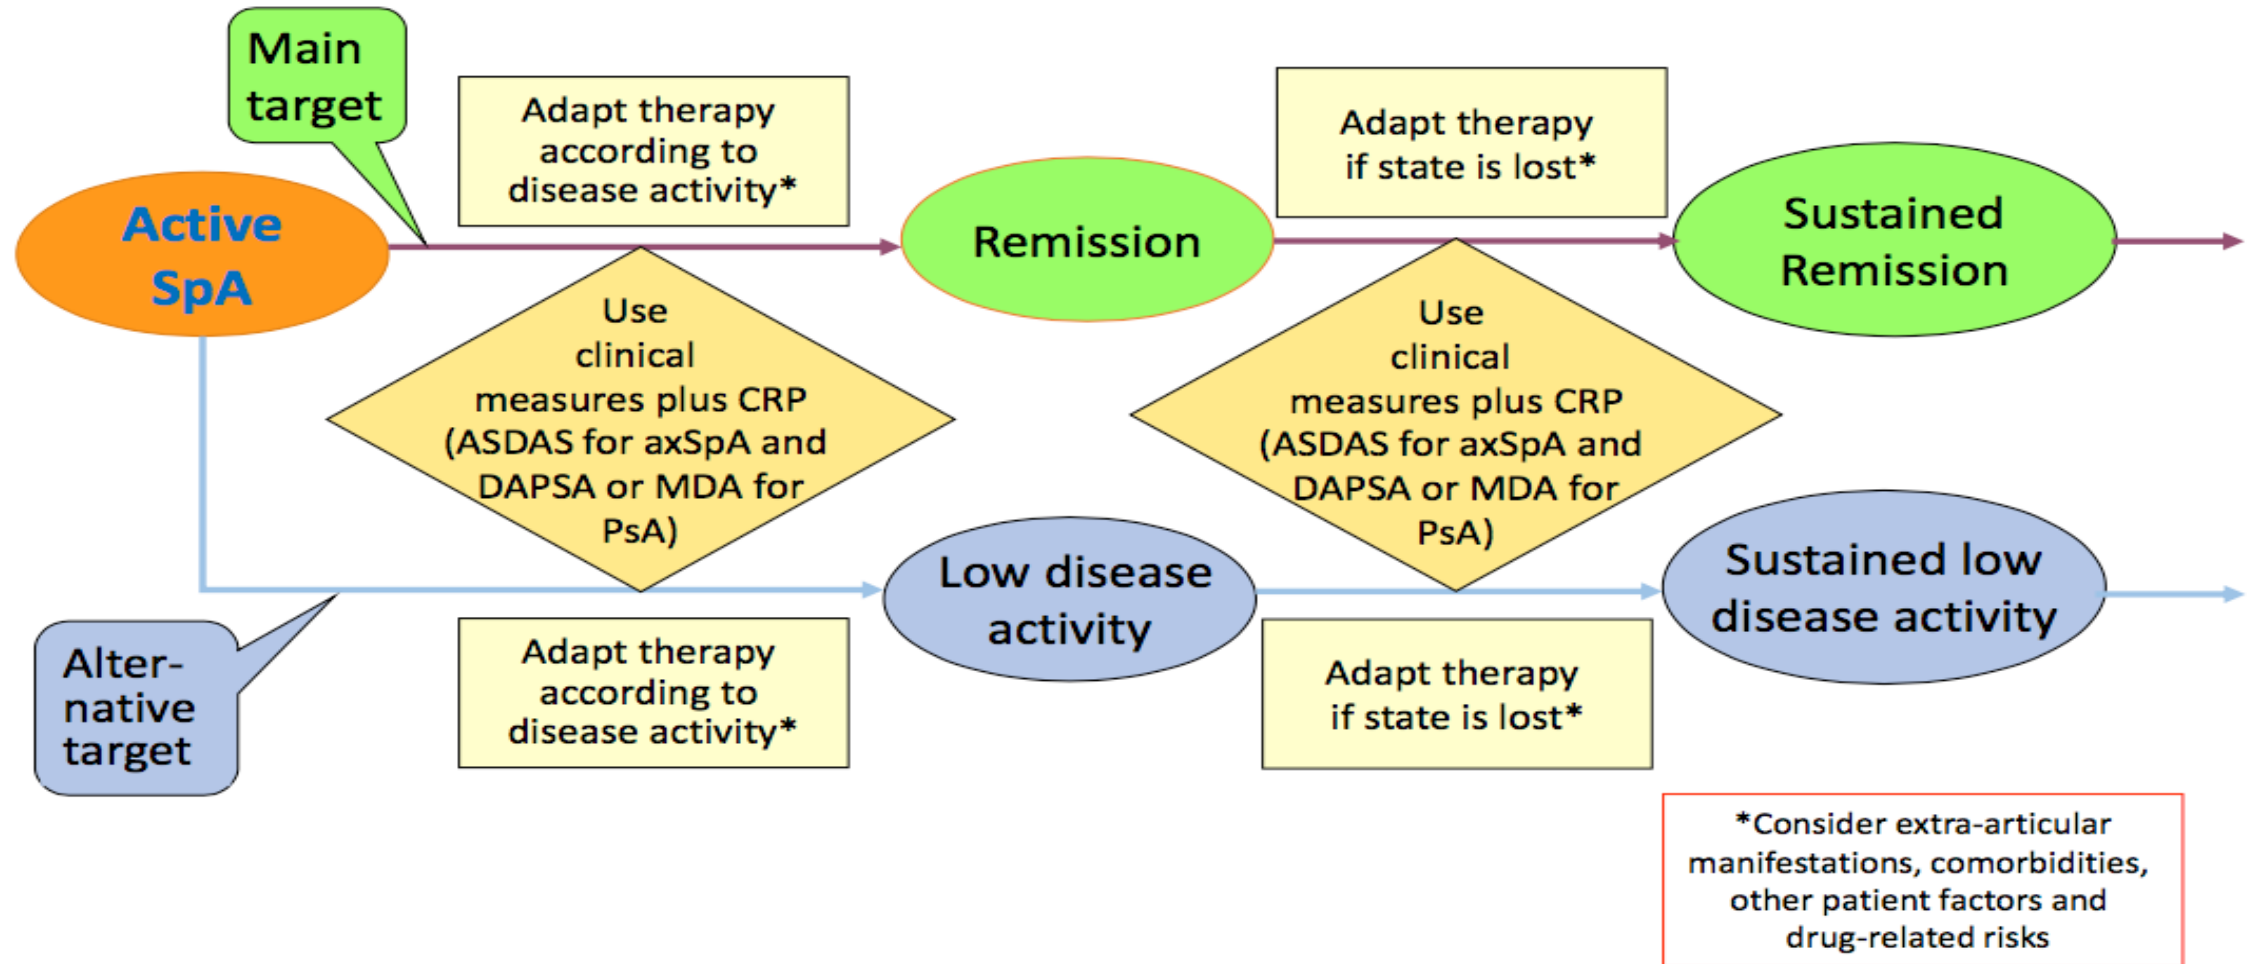 Main
target
Adapt therapy
according to
disease activity*
Adapt therapy
if state is lost*
Active
SpA
Remission
Sustained
Remission
Use
clinical
measures plus CRP
(ASDAS for axSpA and
DAPSA or MDA for
PsA)
Use
clinical
measures plus CRP
(ASDAS for axSpA and
DAPSA or MDA for
PsA)
Low disease
activity
Sustained low
disease activity
Alter-
native
target
Adapt therapy
according to
disease activity*
Adapt therapy
if state is lost*
*Consider extra-articular
manifestations, comorbidities,
other patient factors and
drug-related risks